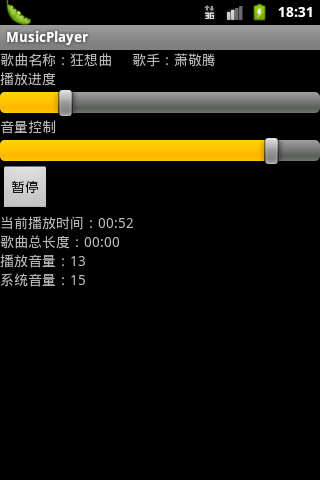 3G 18:31
MusicPlayer
歌曲名称：狂想曲 歌手：萧敬腾
播放进度
音量控制
暂停
当前播放时间：00:52
歌曲总长度：00:00
播放音量：13
系统音量：15